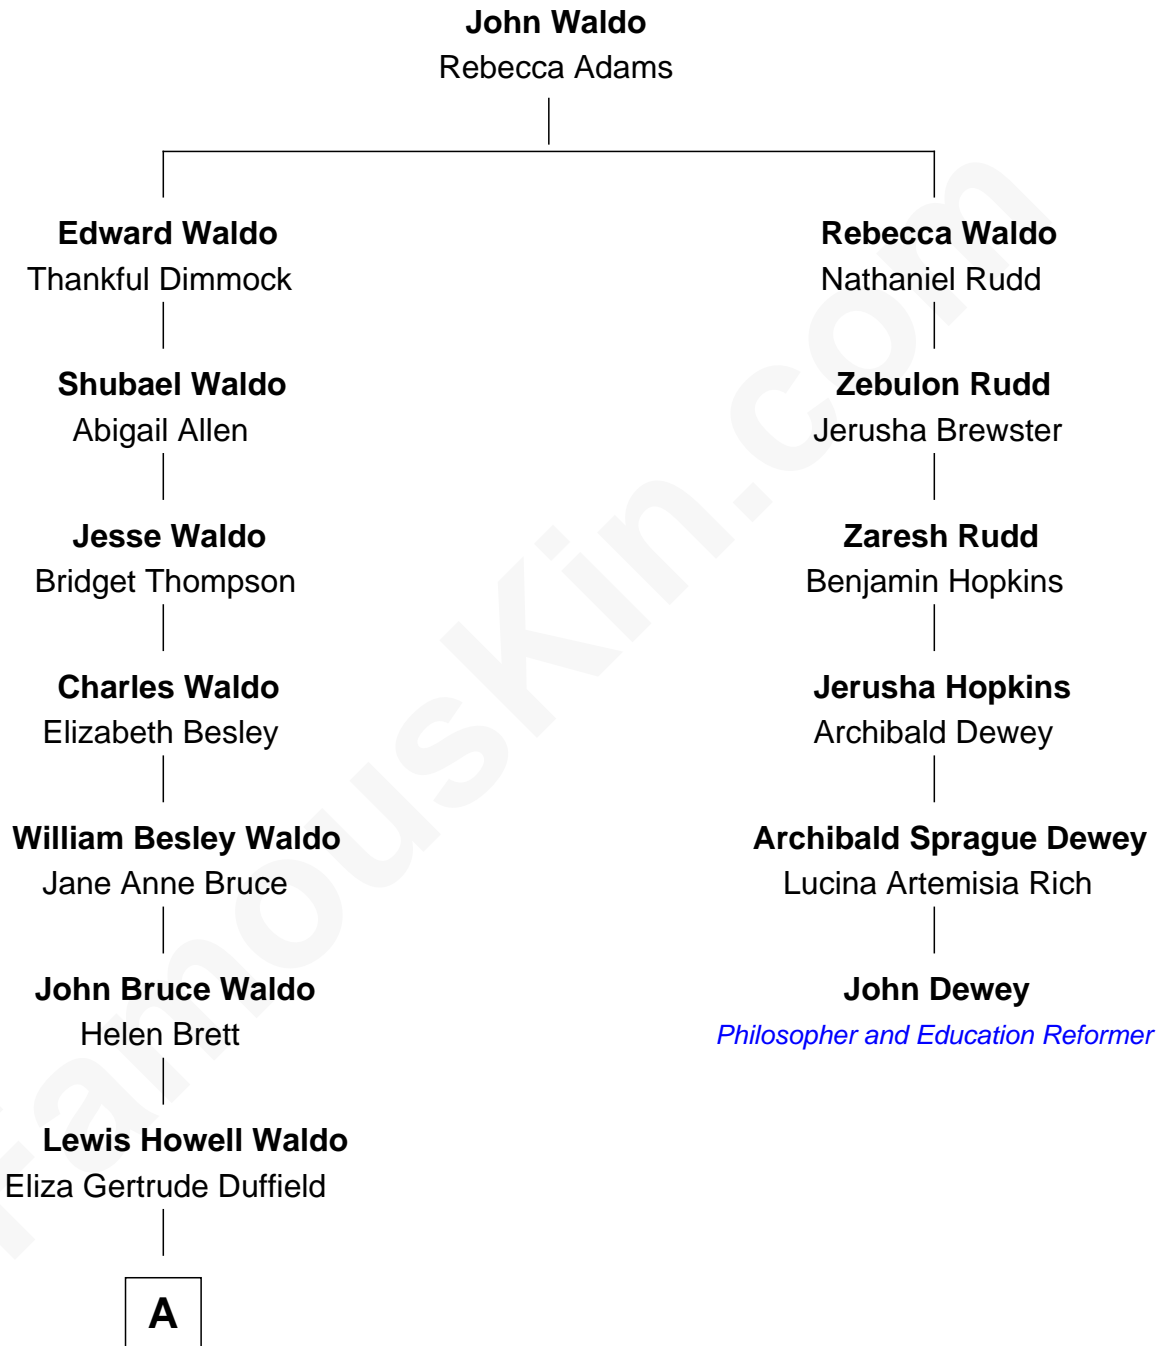 John Waldo
Rebecca Adams
Edward Waldo
Thankful Dimmock
Shubael Waldo
Abigail Allen
Jesse Waldo
Bridget Thompson
Charles Waldo
Elizabeth Besley
William Besley Waldo
Jane Anne Bruce
John Bruce Waldo
Helen Brett
Lewis Howell Waldo
Eliza Gertrude Duffield
A
Rebecca Waldo
Nathaniel Rudd
Zebulon Rudd
Jerusha Brewster
Zaresh Rudd
Benjamin Hopkins
Jerusha Hopkins
Archibald Dewey
Archibald Sprague Dewey
Lucina Artemisia Rich
John Dewey
Philosopher and Education Reformer
FamousKin.com